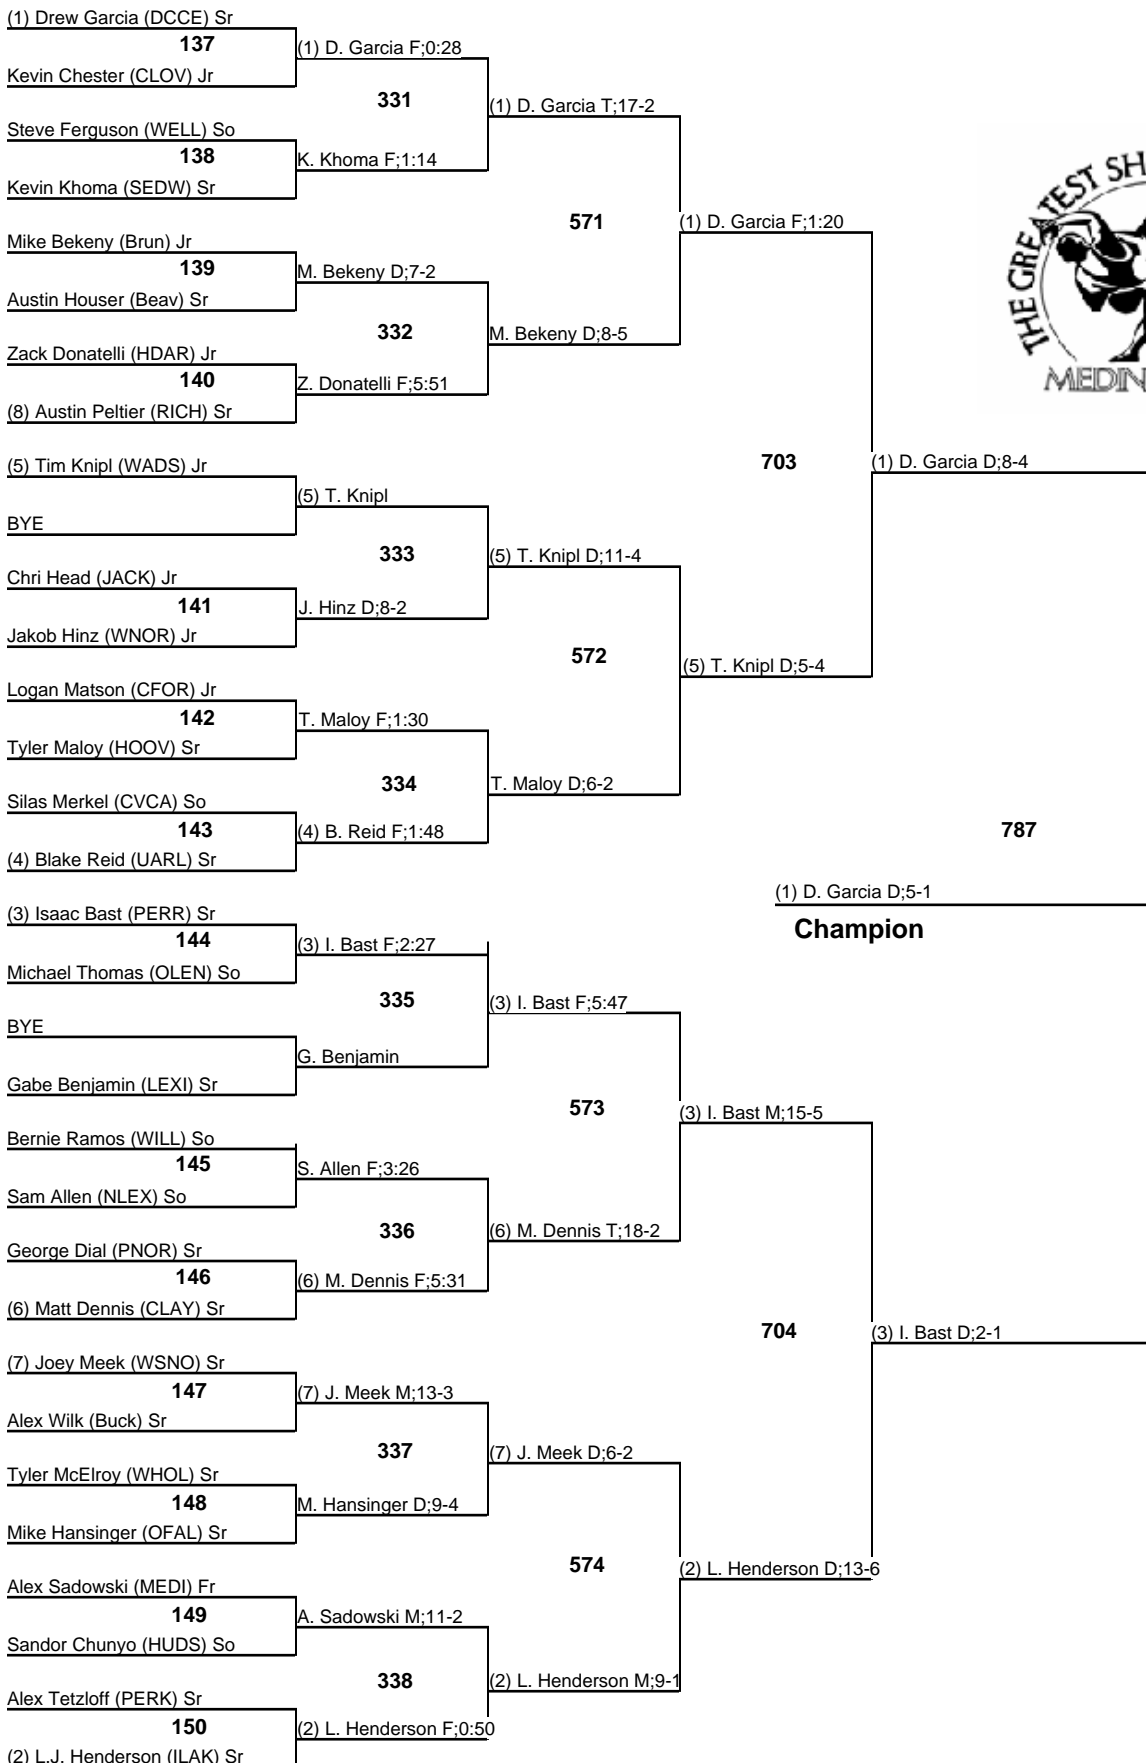 (1) Drew Garcia (DCCE) Sr
137
(1) D. Garcia F;0:28
Kevin Chester (CLOV) Jr
331
(1) D. Garcia T;17-2
Steve Ferguson (WELL) So
138
K. Khoma F;1:14
Kevin Khoma (SEDW) Sr
571
(1) D. Garcia F;1:20
Mike Bekeny (Brun) Jr
139
M. Bekeny D;7-2
Austin Houser (Beav) Sr
332
M. Bekeny D;8-5
Zack Donatelli (HDAR) Jr
140
Z. Donatelli F;5:51
(8) Austin Peltier (RICH) Sr
THE GREATEST SH
MEDIN
703
(1) D. Garcia D;8-4
(5) Tim Knipl (WADS) Jr
(5) T. Knipl
BYE
333
(5) T. Knipl D;11-4
Chri Head (JACK) Jr
141
J. Hinz D;8-2
Jakob Hinz (WNOR) Jr
572
(5) T. Knipl D;5-4
Logan Matson (CFOR) Jr
142
T. Maloy F;1:30
Tyler Maloy (HOOV) Sr
334
T. Maloy D;6-2
Silas Merkel (CVCA) So
143
(4) B. Reid F;1:48
(4) Blake Reid (UARL) Sr
787
(1) D. Garcia D;5-1
Champion
(3) Isaac Bast (PERR) Sr
144
(3) I. Bast F;2:27
Michael Thomas (OLEN) So
335
(3) I. Bast F;5:47
BYE
G. Benjamin
Gabe Benjamin (LEXI) Sr
573
(3) I. Bast M;15-5
Bernie Ramos (WILL) So
145
S. Allen F;3:26
Sam Allen (NLEX) So
336
(6) M. Dennis T;18-2
George Dial (PNOR) Sr
146
(6) M. Dennis F;5:31
(6) Matt Dennis (CLAY) Sr
704
(3) I. Bast D;2-1
(7) Joey Meek (WSNO) Sr
147
(7) J. Meek M;13-3
Alex Wilk (Buck) Sr
337
(7) J. Meek D;6-2
Tyler McElroy (WHOL) Sr
148
M. Hansinger D;9-4
Mike Hansinger (OFAL) Sr
574
(2) L. Henderson D;13-6
Alex Sadowski (MEDI) Fr
149
A. Sadowski M;11-2
Sandor Chunyo (HUDS) So
338
(2) L. Henderson M;9-1
Alex Tetzloff (PERK) Sr
150
(2) L. Henderson F;0:50
(2) L.J. Henderson (ILAK) Sr